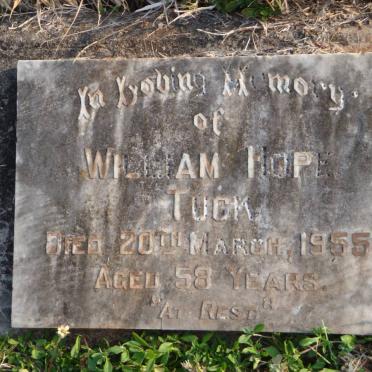 In Loving Memory.
of
WILLIAM HOPE
TUCK
DIED 20TH MARCH, 1955
AGED 58 YEARS.
"AT REST"